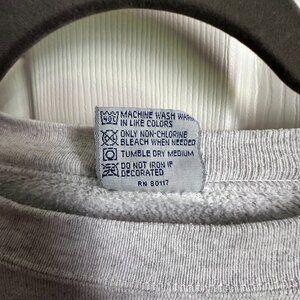 MACHINE WASH WARM
IN LIKE COLORS
ONLY NON-CHLORINE
BLEACH WHEN NEEDED
TUMBLE DRY MEDIUM
DO NOT IRON IF
DECORATED
RN 80117